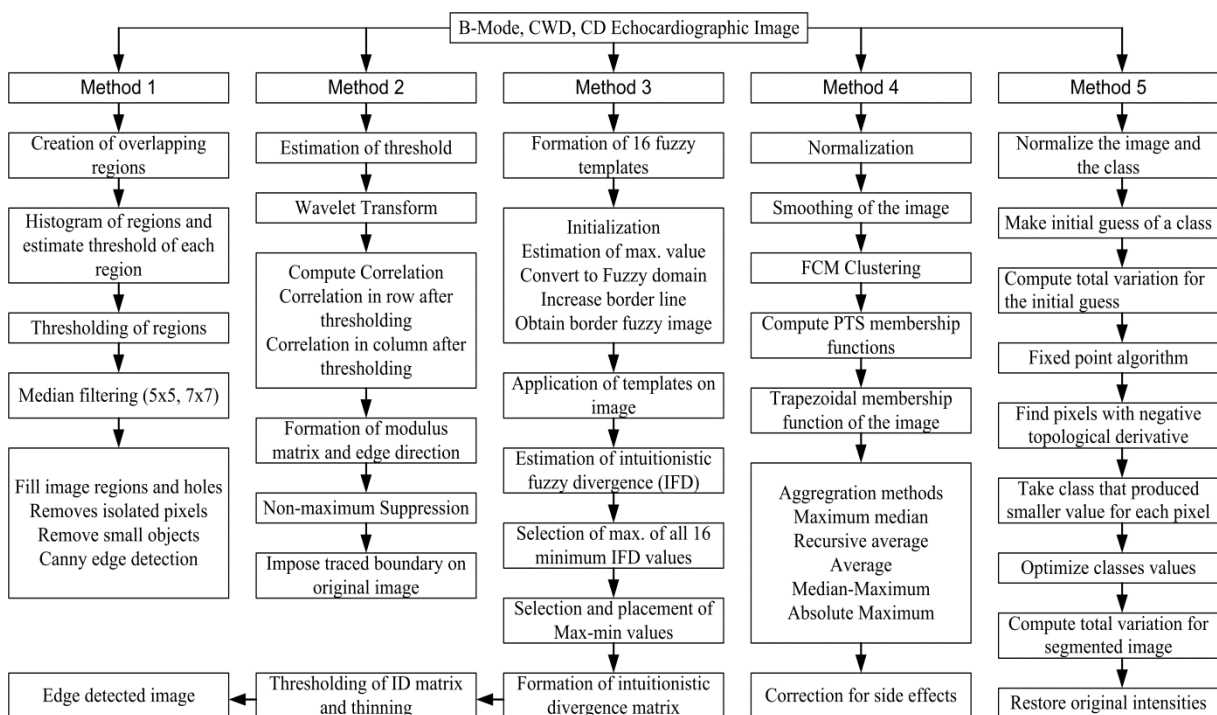 B-Mode, CWD, CD Echocardiographic Image
Method 1
Creation of overlapping
regions
Histogram of regions and
estimate threshold of each
region
Thresholding of regions
Median filtering (5x5, 7x7)
Fill image regions and holes
Removes isolated pixels
Remove small objects
Canny edge detection
Method 2
Estimation of threshold
Wavelet Transform
Compute Correlation
Correlation in row after
thresholding
Correlation in column after
thresholding
Formation of modulus
matrix and edge direction
Non-maximum Suppression
Impose traced boundary on
original image
Method 3
Formation of 16 fuzzy
templates
Initialization
Estimation of max. value
Convert to Fuzzy domain
Increase border line
Obtain border fuzzy image
Application of templates on
image
Estimation of intuitionistic
fuzzy divergence (IFD)
Selection of max. of all 16
minimum IFD values
Selection and placement of
Max-min values
Formation of intuitionistic
divergence matrix
Thresholding of ID matrix
and thinning
Edge detected image
Method 4
Normalization
Smoothing of the image
FCM Clustering
Compute PTS membership
functions
Trapezoidal membership
function of the image
Aggregration methods
Maximum median
Recursive average
Average
Median-Maximum
Absolute Maximum
Correction for side effects
Method 5
Normalize the image and
the class
Make initial guess of a class
Compute total variation for
the initial guess
Fixed point algorithm
Find pixels with negative
topological derivative
Take class that produced
smaller value for each pixel
Optimize classes values
Compute total variation for
segmented image
Restore original intensities